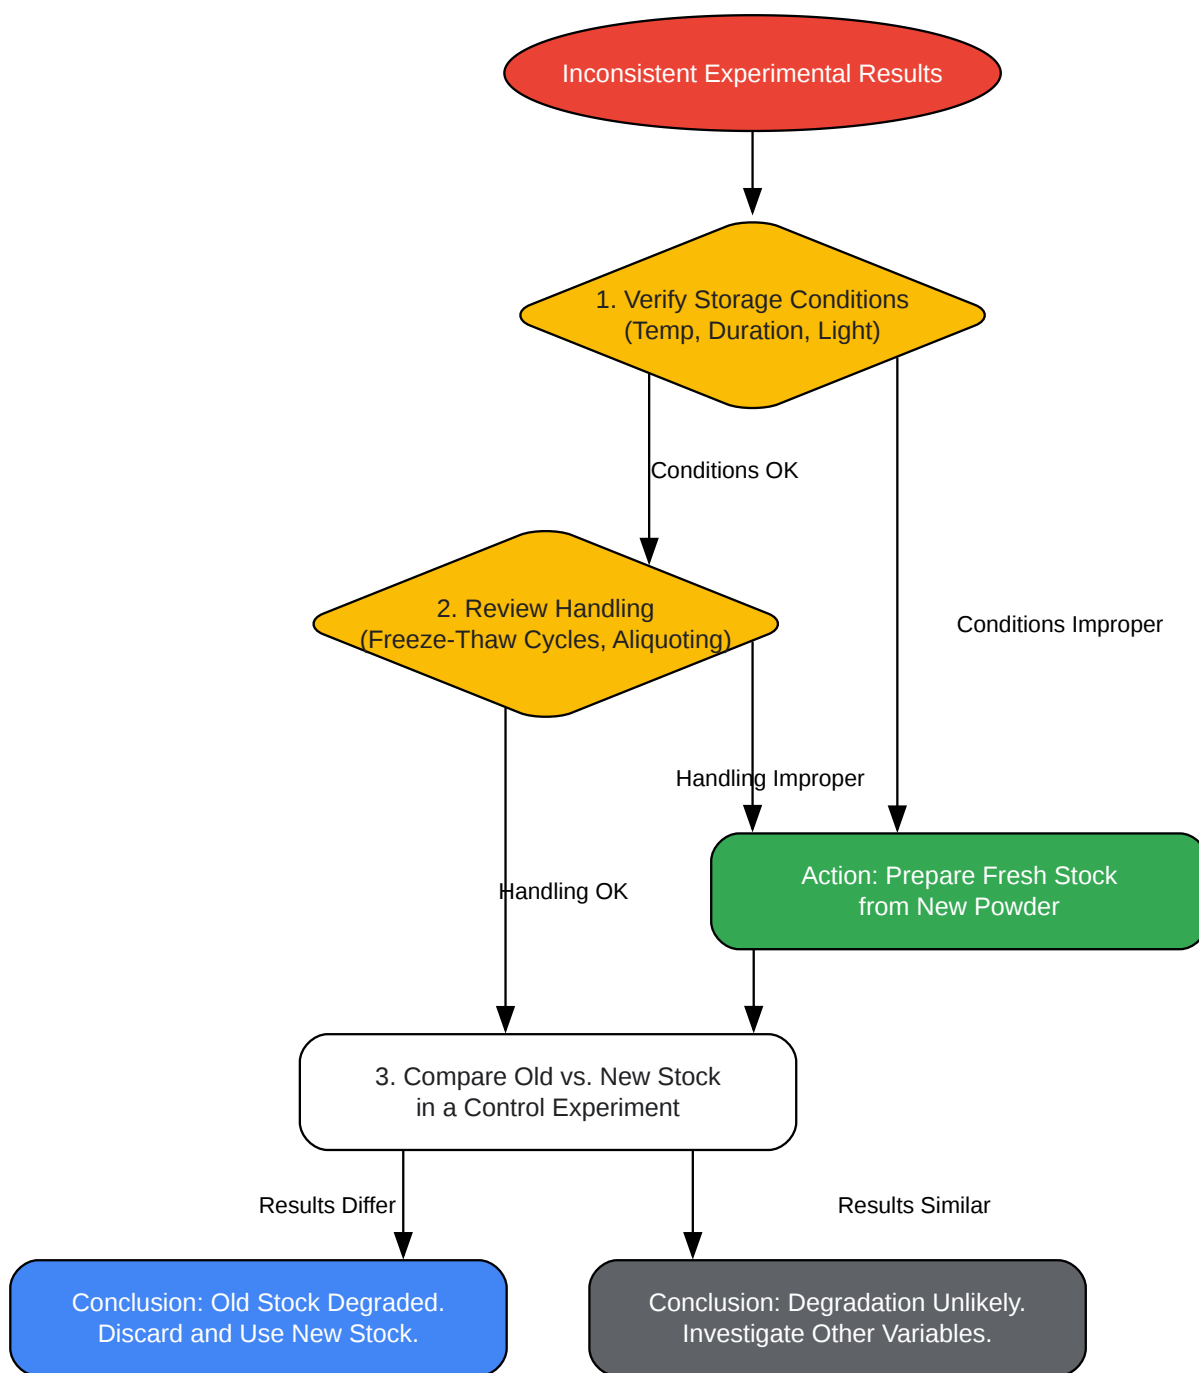 Inconsistent Experimental Results
1. Verify Storage Conditions
(Temp, Duration, Light)
Conditions OK
2. Review Handling
(Freeze-Thaw Cycles, Aliquoting)
Conditions Improper
Handling Improper
Handling OK
Action: Prepare Fresh Stock
from New Powder
3. Compare Old vs. New Stock
in a Control Experiment
Results Differ
Results Similar
Conclusion: Old Stock Degraded.
Discard and Use New Stock.
Conclusion: Degradation Unlikely.
Investigate Other Variables.